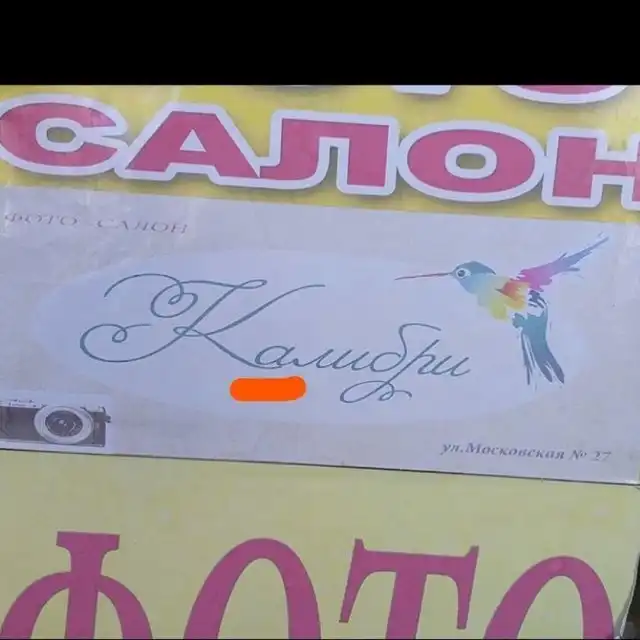 САЛОН
ФОТО САЛОН
Калибри
ул.Московская № 27
ФОТО